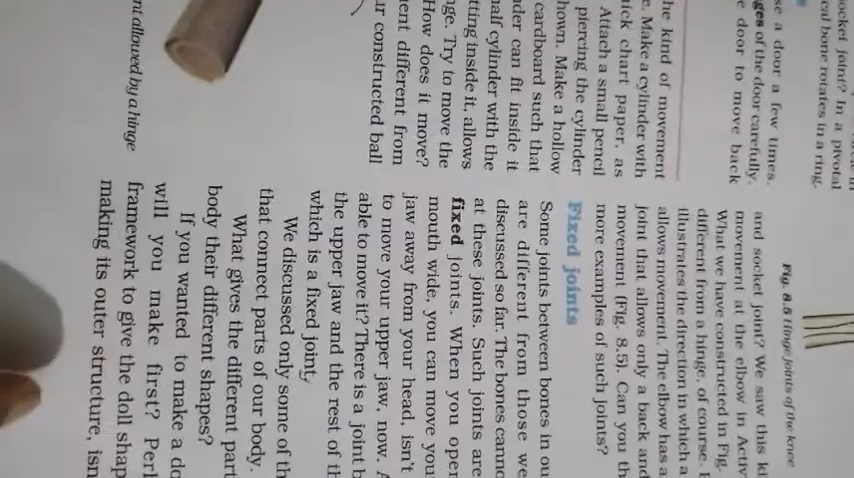 ocket joint? In a pivotal
cal bone rotates in a ring.
se a door a few times.
ges of the door carefully.
e door to move back
he kind of movement
e. Make a cylinder with
ick chart paper, as
Attach a small pencil
piercing the cylinder
hown. Make a hollow
cardboard such that
der can fit inside it
alf cylinder with the
tting inside it, allows
nge. Try to move the
How does it move?
ent different from
ur constructed ball
nt allowed by a hinge
Fig. 8.5 Hinge joints of the knee
and socket joint? We saw this ki
movement at the elbow in Activ
What we have constructed in Fig.
different from a hinge, of course.
illustrates the direction in which a
allows movement. The elbow has a
joint that allows only a back and
movement (Fig. 8.5). Can you th
more examples of such joints?
Fixed joints
Some joints between bones in ou
are different from those we
discussed so far. The bones canno
at these joints. Such joints are
fixed joints. When you open
mouth wide, you can move you
jaw away from your head, isn't
to move your upper jaw, now.
able to move it? There is a joint b
the upper jaw and the rest of th
which is a fixed joint.
We discussed only some of th
that connect parts of our body.
What gives the different part
body their different shapes?
If you wanted to make a do
will you make first? Perh
framework to give the doll shap
making its outer structure, isn